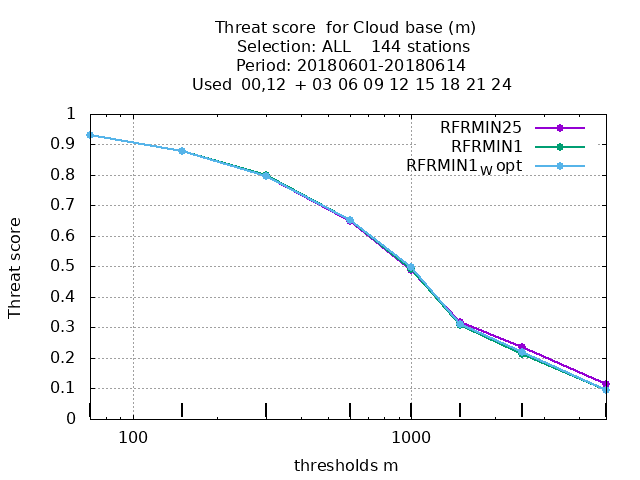 Threat score for Cloud base (m)
Selection: ALL 144 stations
Period: 20180601-20180614
Used 00,12 + 03 06 09 12 15 18 21 24
RFRMIN25
RFRMIN1
RFRMIN1W opt
Threat score
1
0.9
0.8
0.7
0.6
0.5
0.4
0.3
0.2
0.1
0
100 1000
thresholds m